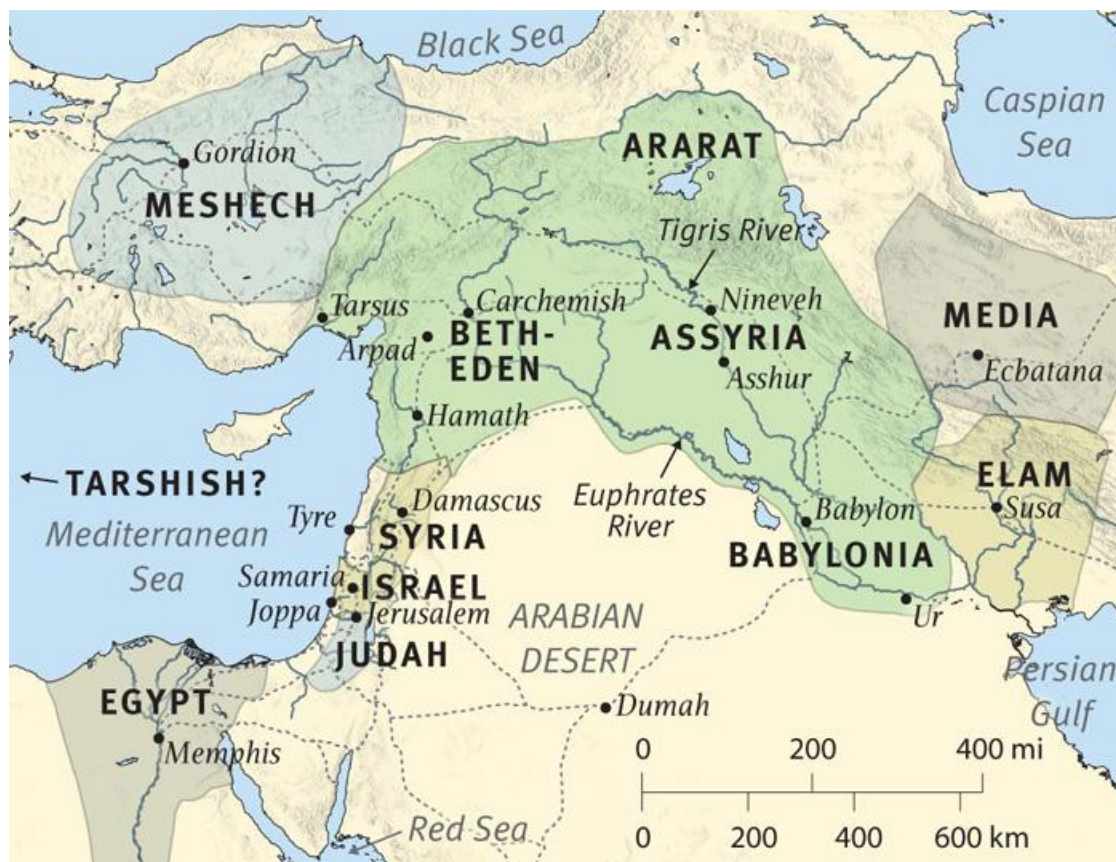 Black Sea
Caspian
Sea
Gordion
MESHECH
ARARAT
Tigris River
Tarsus
Carchemish
Nineveh
MEDIA
Arpad
BETH-
EDEN
ASSYRIA
Ecbatana
Asshur
Hamath
TARSHISH?
Mediterranean
Sea
Damascus
Tyre
SYRIA
Euphrates
River
ELAM
Susa
Babylon
BABYLONIA
Samaria
ISRAEL
Joppa
Jerusalem
JUDAH
ARABIAN
DESERT
Ur
Persian
Gulf
EGYPT
Memphis
Dumah
0 200 400 mi
0 200 400 600 km
Red Sea